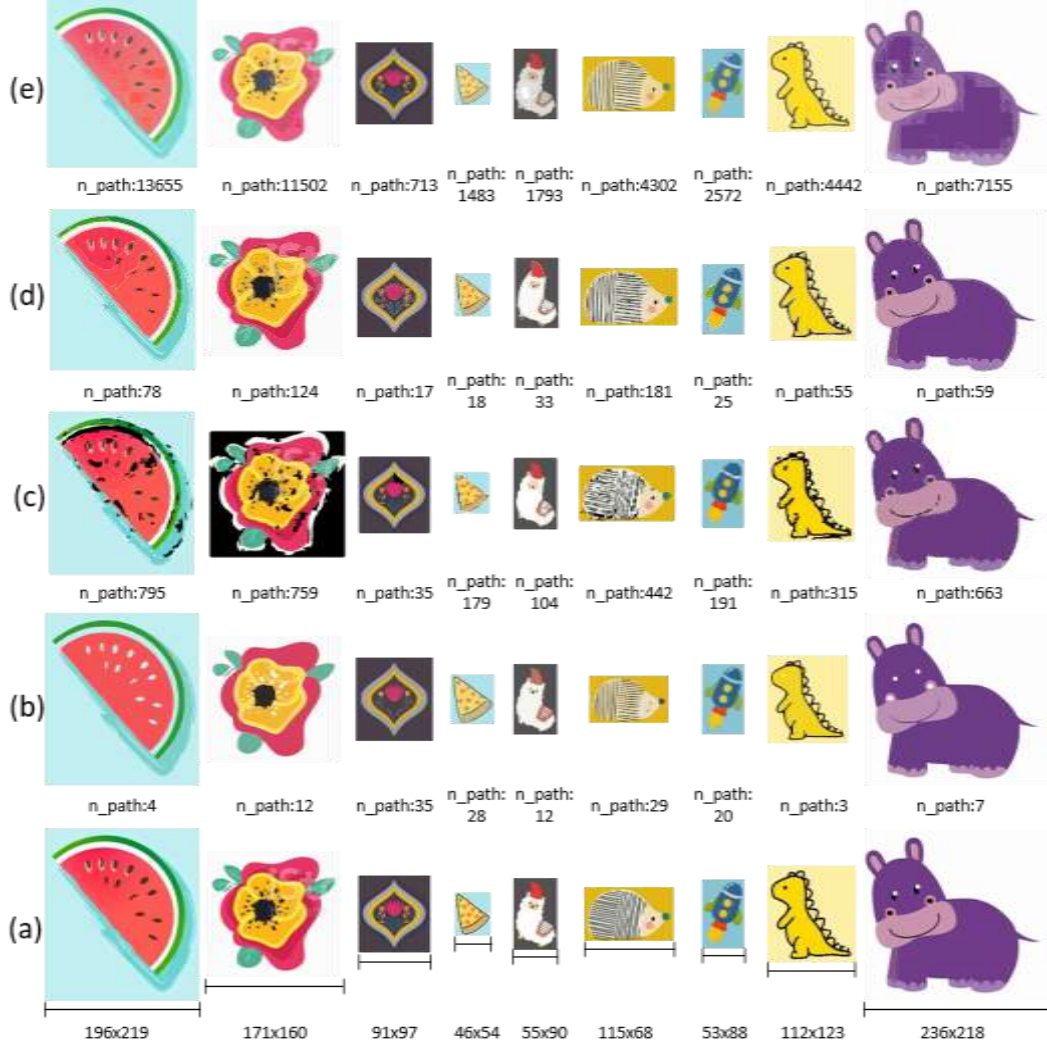 (e)
n_path:13655 n_path:11502 n_path:713 n_path: n_path: n_path:4302 n_path: n_path:4442 n_path:7155
1483 1793 2572
(d)
n_path:78 n_path:124 n_path:17 n_path: n_path: n_path:181 n_path: n_path:55 n_path:59
18 33 25
(c)
n_path:795 n_path:759 n_path:35 n_path: n_path: n_path:442 n_path: n_path:315 n_path:663
179 104 191
(b)
n_path:4 n_path:12 n_path:35 n_path: n_path: n_path:29 n_path: n_path:3 n_path:7
28 12 20
(a)
196x219 171x160 91x97 46x54 55x90 115x68 53x88 112x123 236x218